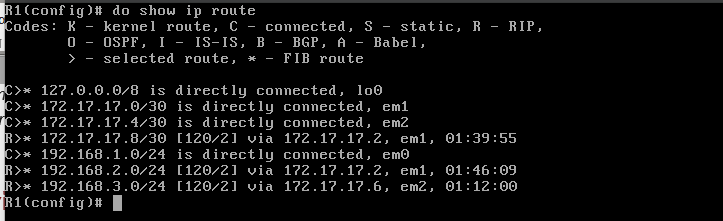 R1(config)# do show ip route
Codes: K - kernel route, C - connected, S - static, R - RIP,
O - OSPF, I - IS-IS, B - BGP, A - Babel,
> - selected route, * - FIB route
C>* 127.0.0.0/8 is directly connected, lo0
C>* 172.17.17.0/30 is directly connected, em1
C>* 172.17.17.4/30 is directly connected, em2
R>* 172.17.17.8/30 [120/2] via 172.17.17.2, em1, 01:39:55
C>* 192.168.1.0/24 is directly connected, em0
R>* 192.168.2.0/24 [120/2] via 172.17.17.2, em1, 01:46:09
R>* 192.168.3.0/24 [120/2] via 172.17.17.6, em2, 01:12:00
R1(config)#